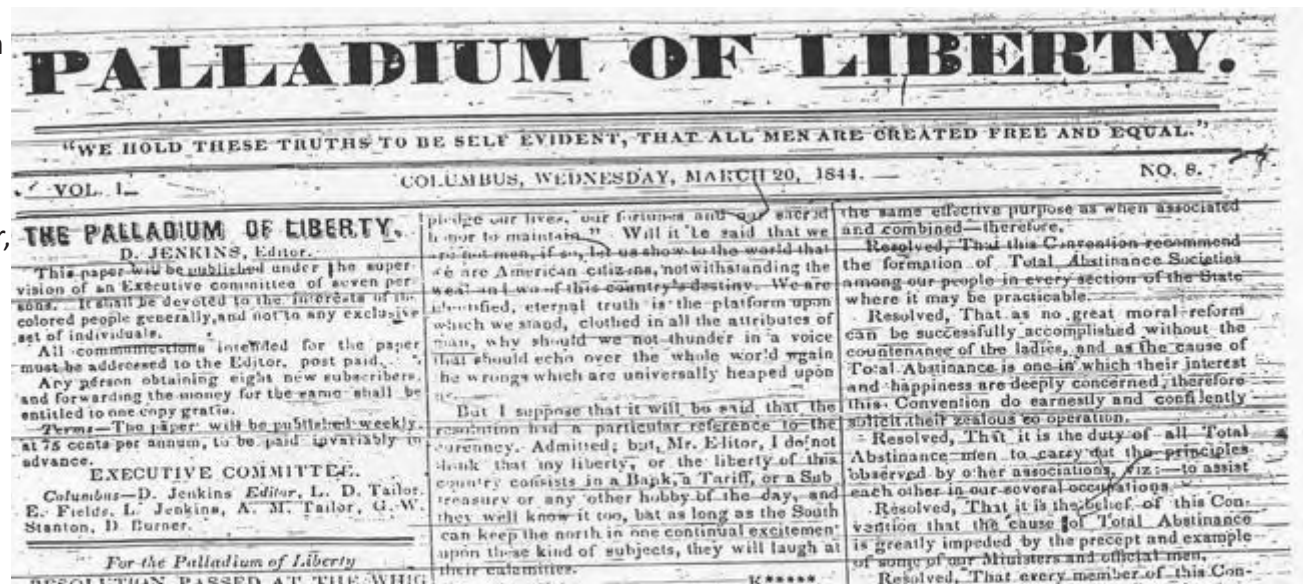 PALLADIUM OF LIBERTY.
"WE HOLD THESE TRUTHS TO BE SELF EVIDENT, THAT ALL MEN ARE CREATED FREE AND EQUAL."
VOL. I.
COLUMBUS, WEDNESDAY, MARCH 20, 1844.
NO. 8.
THE PALLADIUM OF LIBERTY.
D. JENKINS, Editor.
This paper will be published under the super-
vision of an Executive committee of seven per-
sons. It shall be devoted to the interests of the
colored people generally, and not to any exclusive
set of individuals.
All communications intended for the paper
must be addressed to the Editor, post paid.
Any person obtaining eight new subscribers,
and forwarding the money for the same shall be
entitled to one copy gratis.
Terms—The paper will be published weekly,
at 75 cents per annum, to be paid invariably in
advance.
EXECUTIVE COMMITTEE.
Columbus—D. Jenkins Editor, L. D. Tailor,
E. Fields, L. Jenkins, A. M. Tailor, G. W.
Stanton, D. Burner.
For the Palladium of Liberty
RESOLUTION PASSED AT THE WHIG
pledge our lives, our fortunes and our sacred
honor to maintain." Will it be said that we
are not men, if so, let us show to the world that
we are American citizens, notwithstanding the
weal and wo of this country's destiny. We are
identified, eternal truth is the platform upon
which we stand, clothed in all the attributes of
man, why should we not thunder in a voice
that should echo over the whole world again
he wrongs which are universally heaped upon
us.
But I suppose that it will be said that the
resolution had a particular reference to the
curency. Admitted; but, Mr. Editor, I do not
think that my liberty, or the liberty of this
country consists in a Bank, a Tariff, or a Sub
treasury or any other hobby of the day, and
they well know it too, bat as long as the South
can keep the north in one continual excitemen
upon these kind of subjects, they will laugh at
their calamities.
K*****
the same effective purpose as when associated
and combined—therefore.
Resolved, That this Convention recommend
the formation of Total Abstinance Societies
among our people in every section of the State
where it may be practicable.
Resolved, That as no great moral reform
can be successfully accomplished without the
countenance of the ladies, and as the cause of
Total Abstinance is one in which their interest
and happiness are deeply concerned, therefore
this Convention do earnestly and confilently
solicit their zealous co operation.
Resolved, That it is the duty of all Total
Abstinance men to carry out the principles
observed by other associations, viz:—to assist
each other in our several occupations
Resolved, That it is the belief of this Con-
vention that the cause of Total Abstinance
is greatly impeded by the precept and example
of some of our Ministers and official men.
Resolved, That every member of this Con-